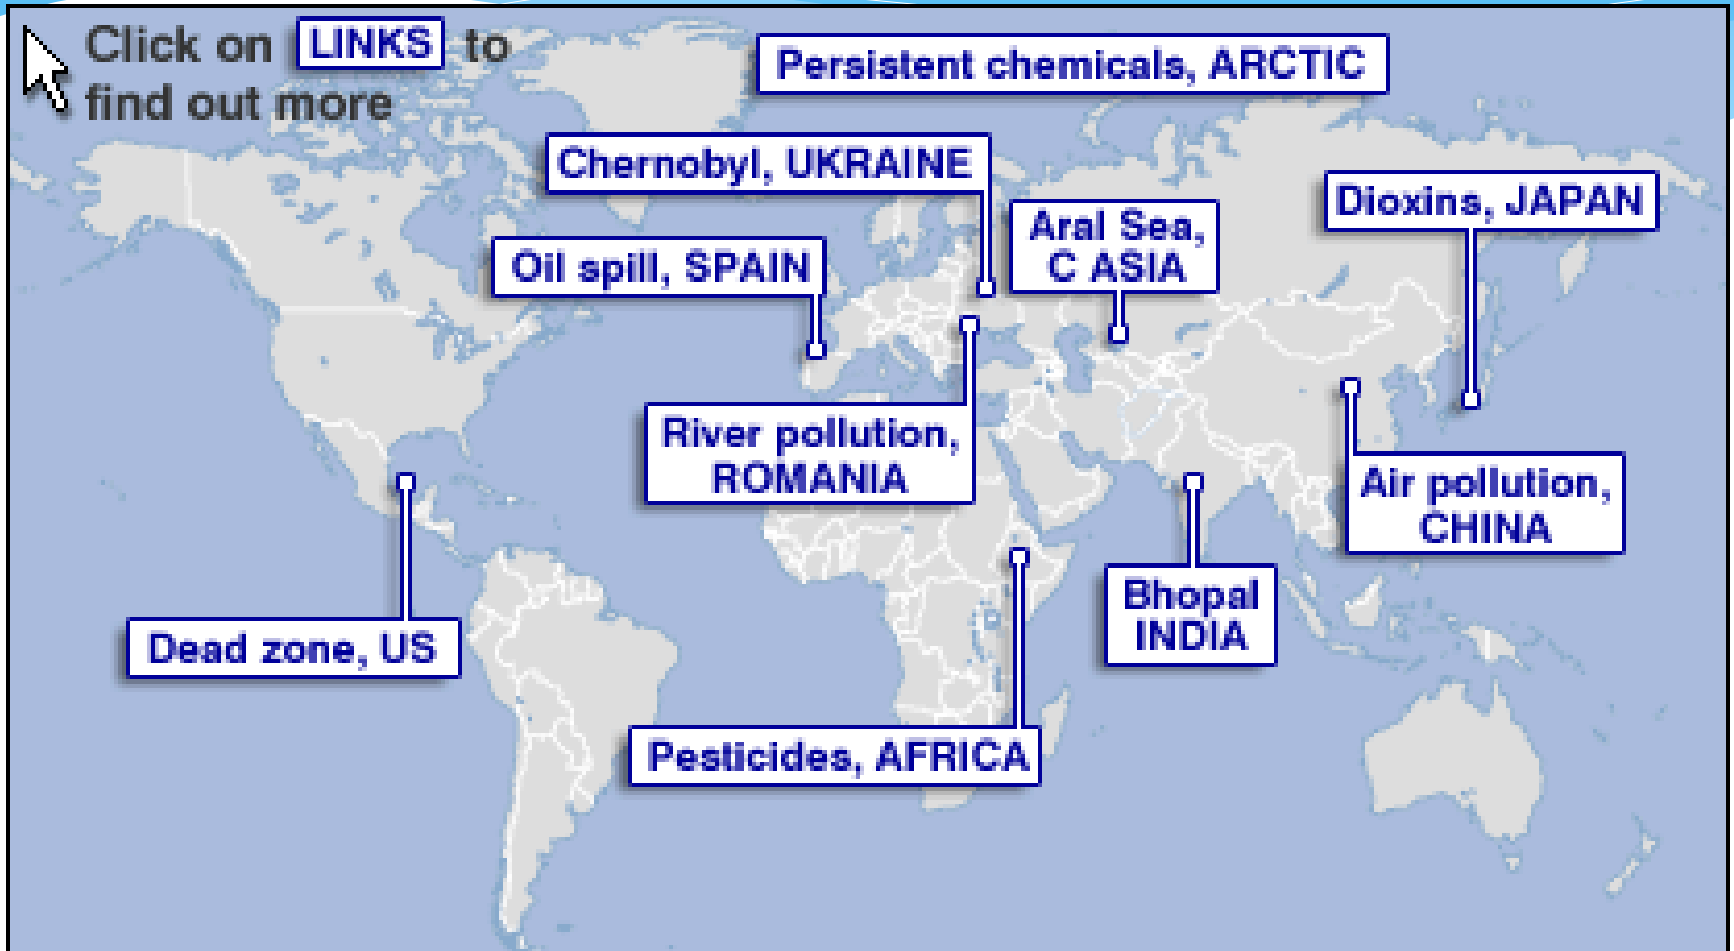 Click on LINKS to
find out more
Persistent chemicals, ARCTIC
Chernobyl, UKRAINE
Dioxins, JAPAN
Aral Sea,
C ASIA
Oil spill, SPAIN
River pollution,
ROMANIA
Air pollution,
CHINA
Bhopal
INDIA
Dead zone, US
Pesticides, AFRICA